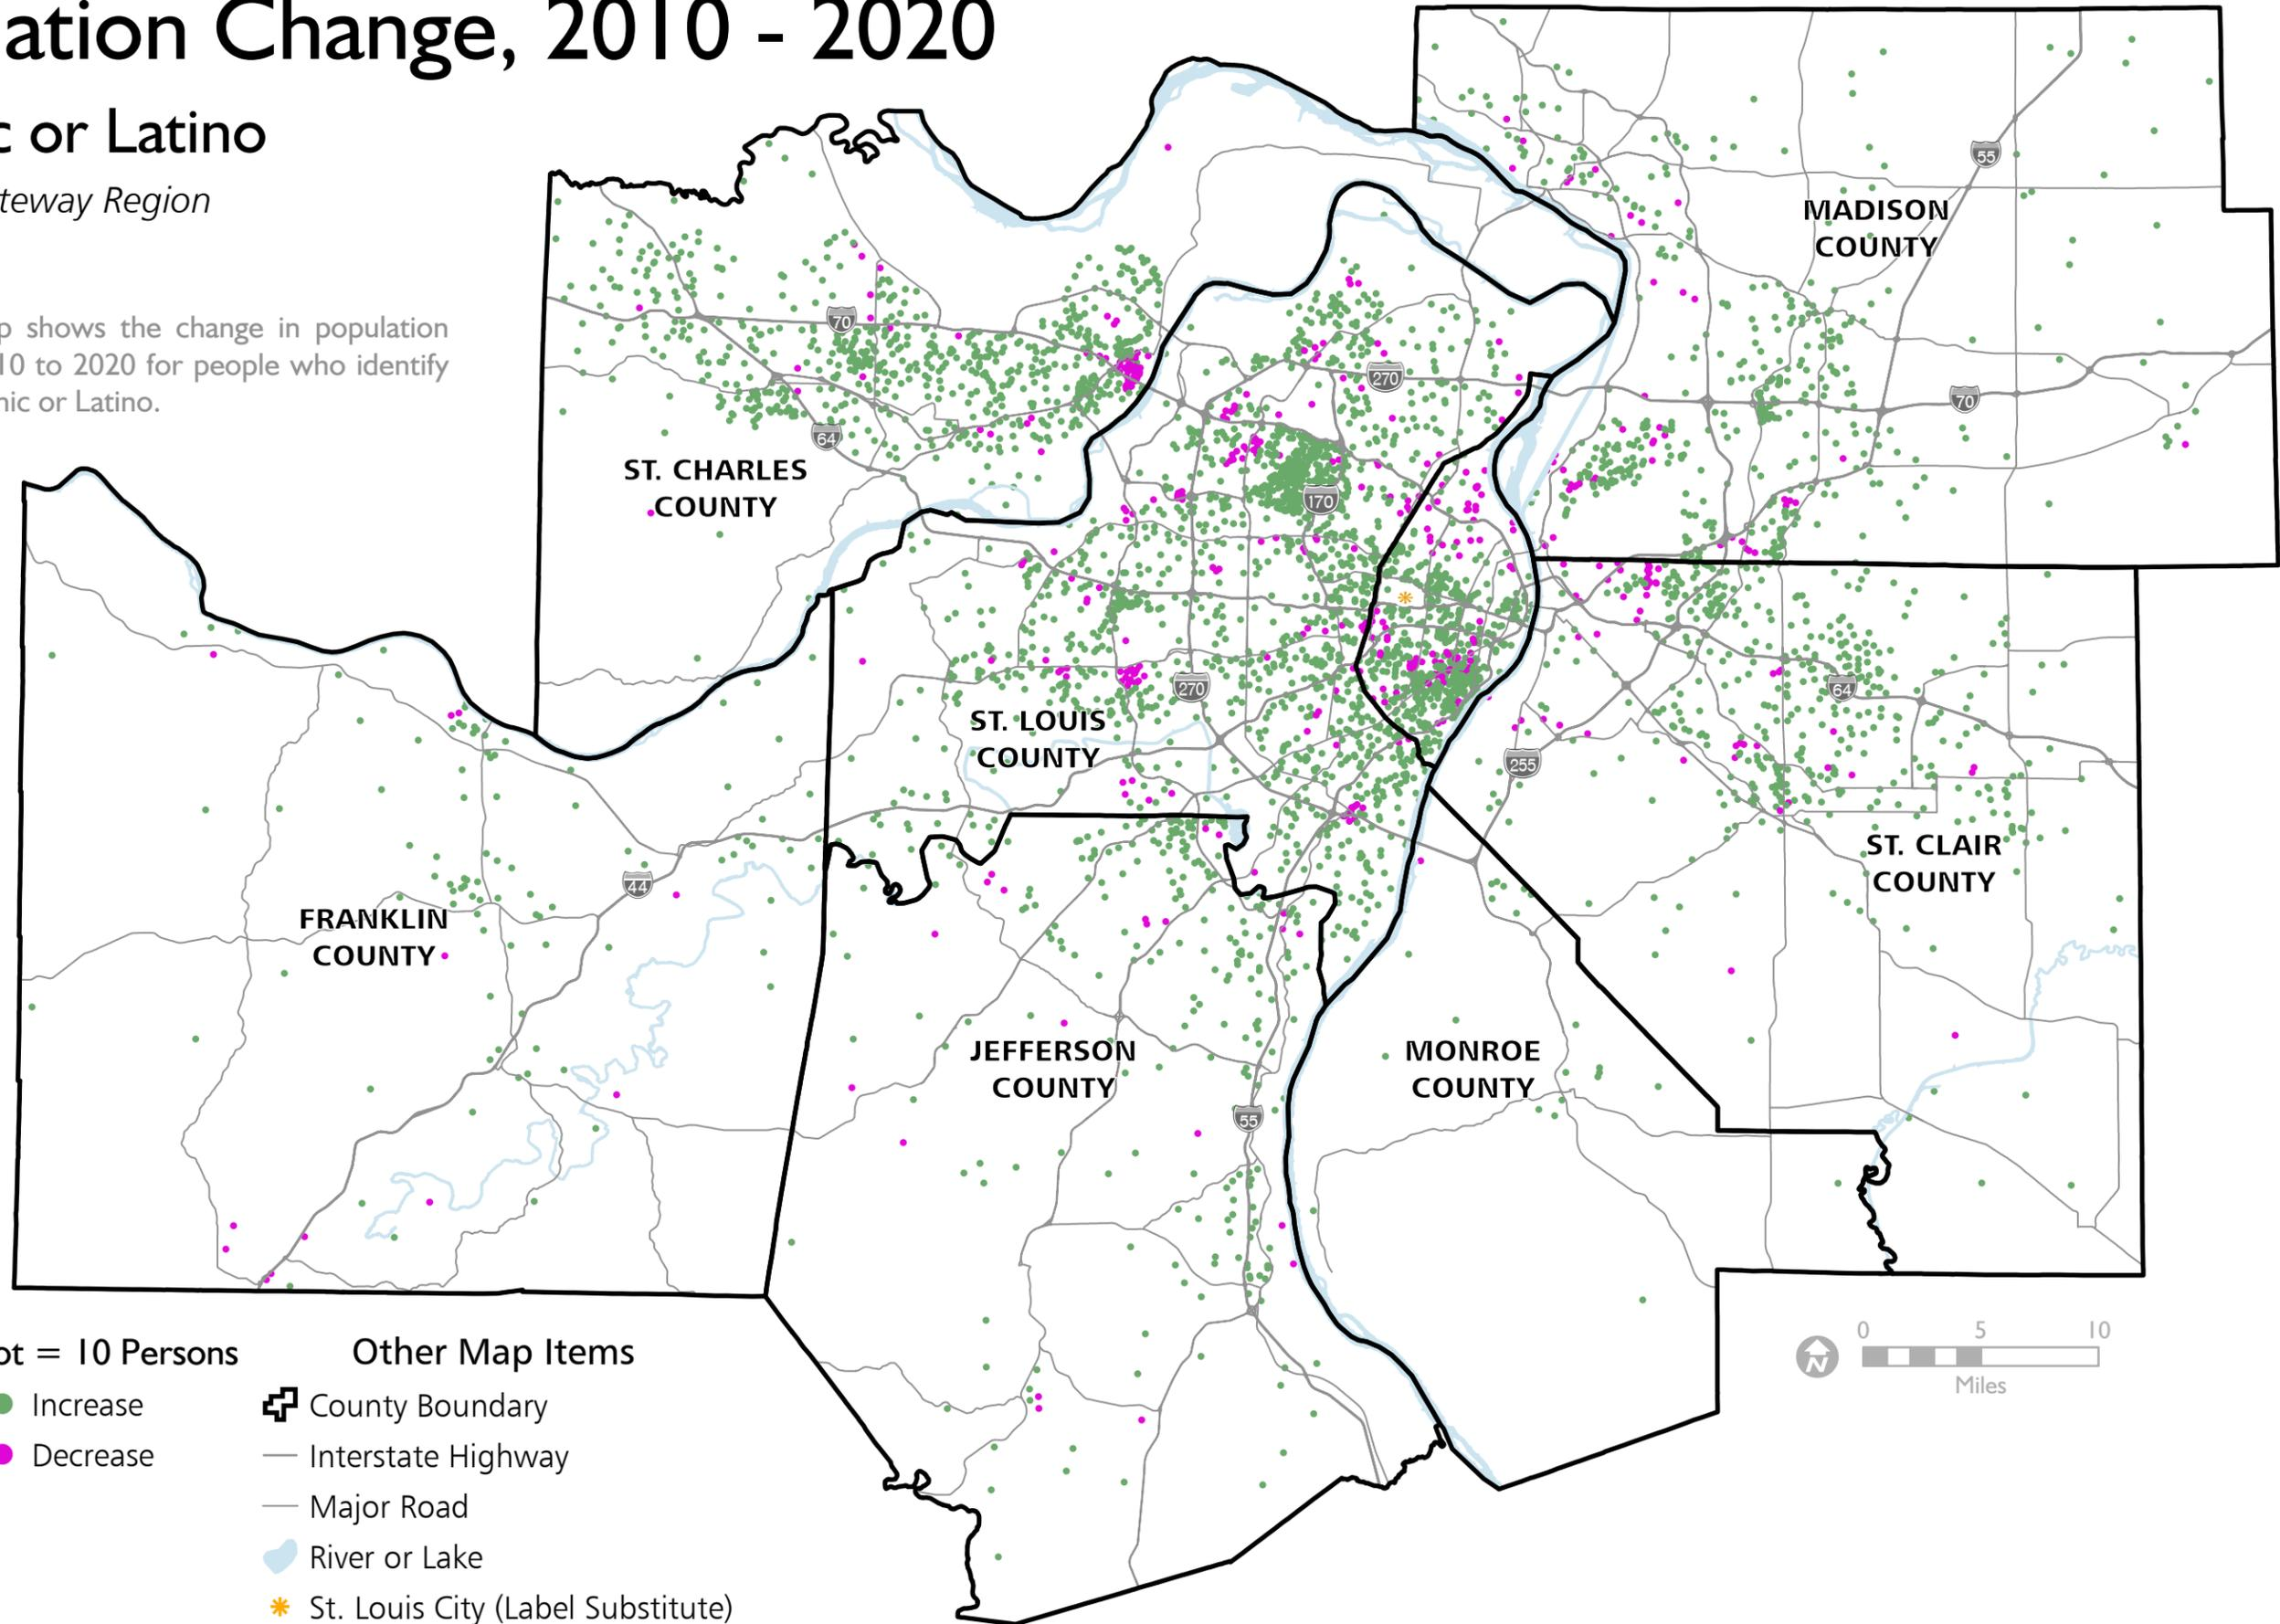 ation Change, 2010 - 2020
c or Latino
teway Region
p shows the change in population
10 to 2020 for people who identify
nic or Latino.
55
MADISON
COUNTY
70
270
70
64
ST. CHARLES
COUNTY
170
270
64
ST. LOUIS
COUNTY
255
ST. CLAIR
COUNTY
44
FRANKLIN
COUNTY
JEFFERSON
COUNTY
MONROE
COUNTY
55
ot = 10 Persons
Increase
Decrease
Other Map Items
County Boundary
Interstate Highway
Major Road
River or Lake
St. Louis City (Label Substitute)
N
0 5 10
Miles